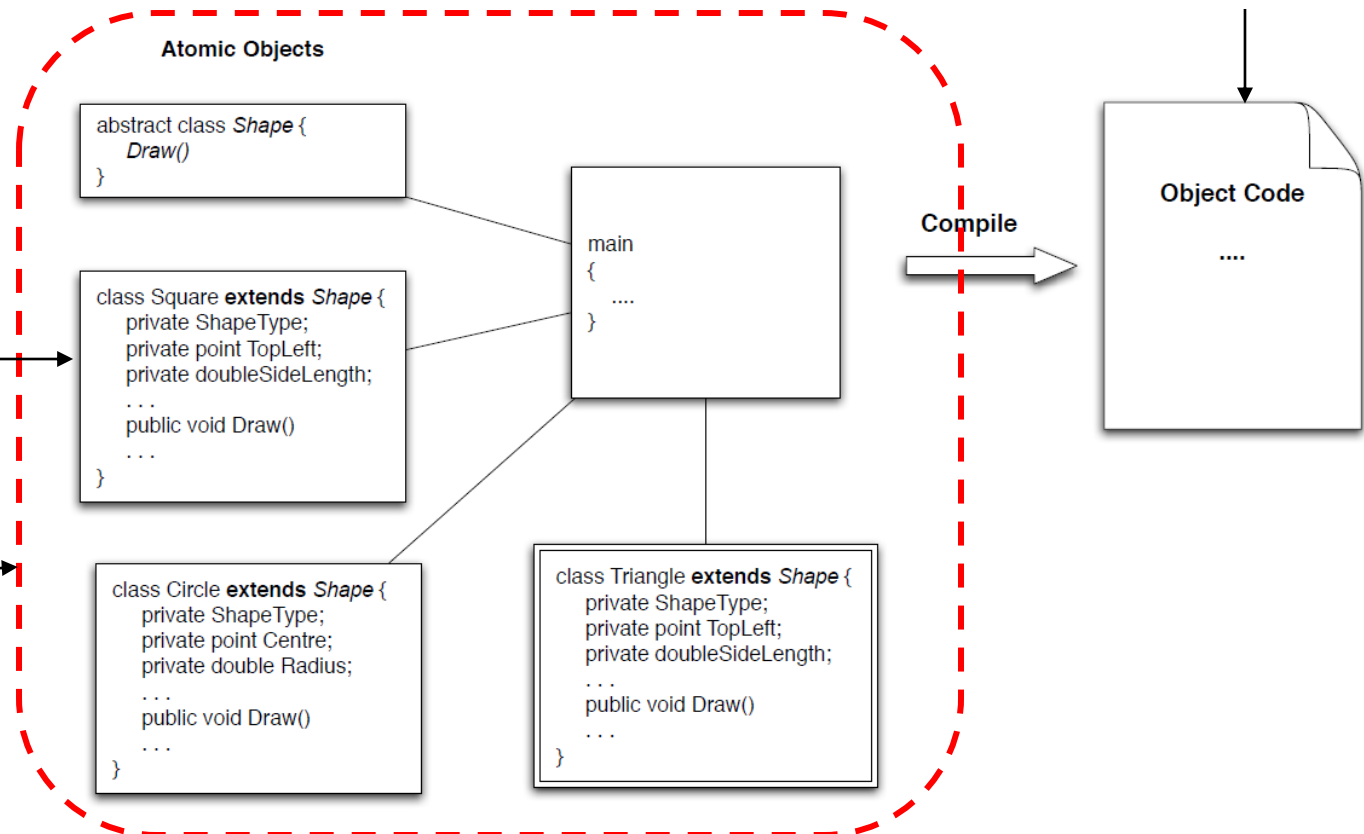 Atomic Objects
abstract class Shape {
Draw()
}
main
{
....
}
Compile
Object Code
....
class Square extends Shape {
private ShapeType;
private point TopLeft;
private doubleSideLength;
. . .
public void Draw()
. . .
}
class Circle extends Shape {
private ShapeType;
private point Centre;
private double Radius;
. . .
public void Draw()
. . .
}
class Triangle extends Shape {
private ShapeType;
private point TopLeft;
private doubleSideLength;
. . .
public void Draw()
. . .
}